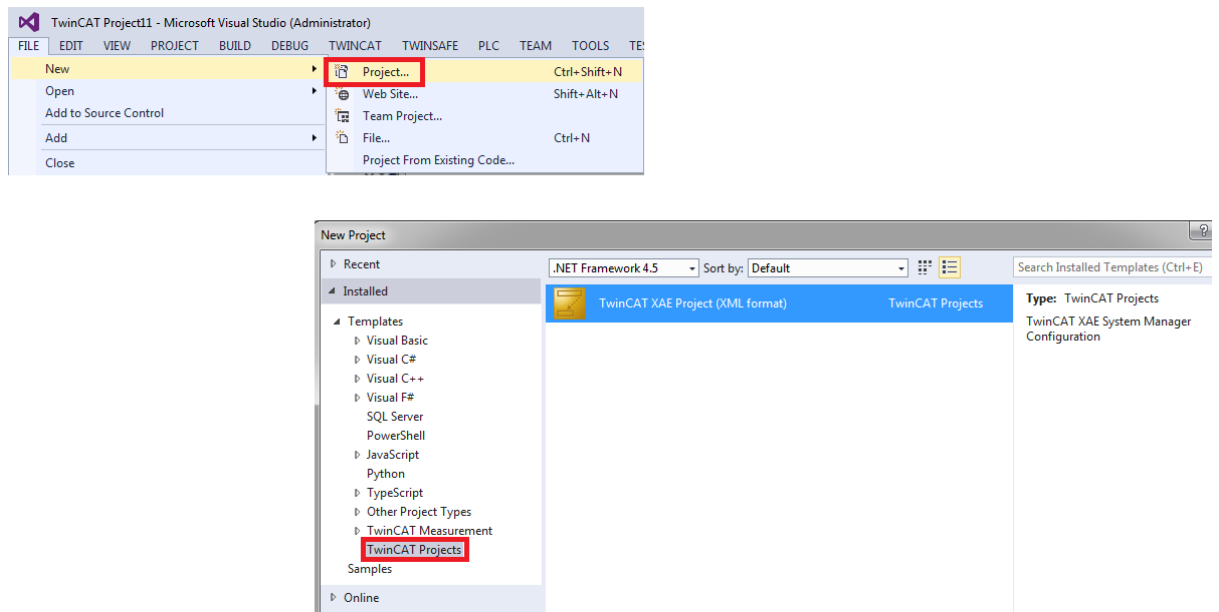 TwinCAT Project11 - Microsoft Visual Studio (Administrator)
FILE EDIT VIEW PROJECT BUILD DEBUG TWINCAT TWINSAFE PLC TEAM TOOLS
New
Project... Ctrl+Shift+N
Open
Web Site... Shift+Alt+N
Add to Source Control
Team Project...
Add
File... Ctrl+N
Close
Project From Existing Code...
New Project
Recent
.NET Framework 4.5 Sort by: Default
Search Installed Templates (Ctrl+E)
Installed
TwinCAT XAE Project (XML format) TwinCAT Projects
Type: TwinCAT Projects
TwinCAT XAE System Manager
Configuration
Templates
Visual Basic
Visual C#
Visual C++
Visual F#
SQL Server
PowerShell
JavaScript
Python
TypeScript
Other Project Types
TwinCAT Measurement
TwinCAT Projects
Samples
Online